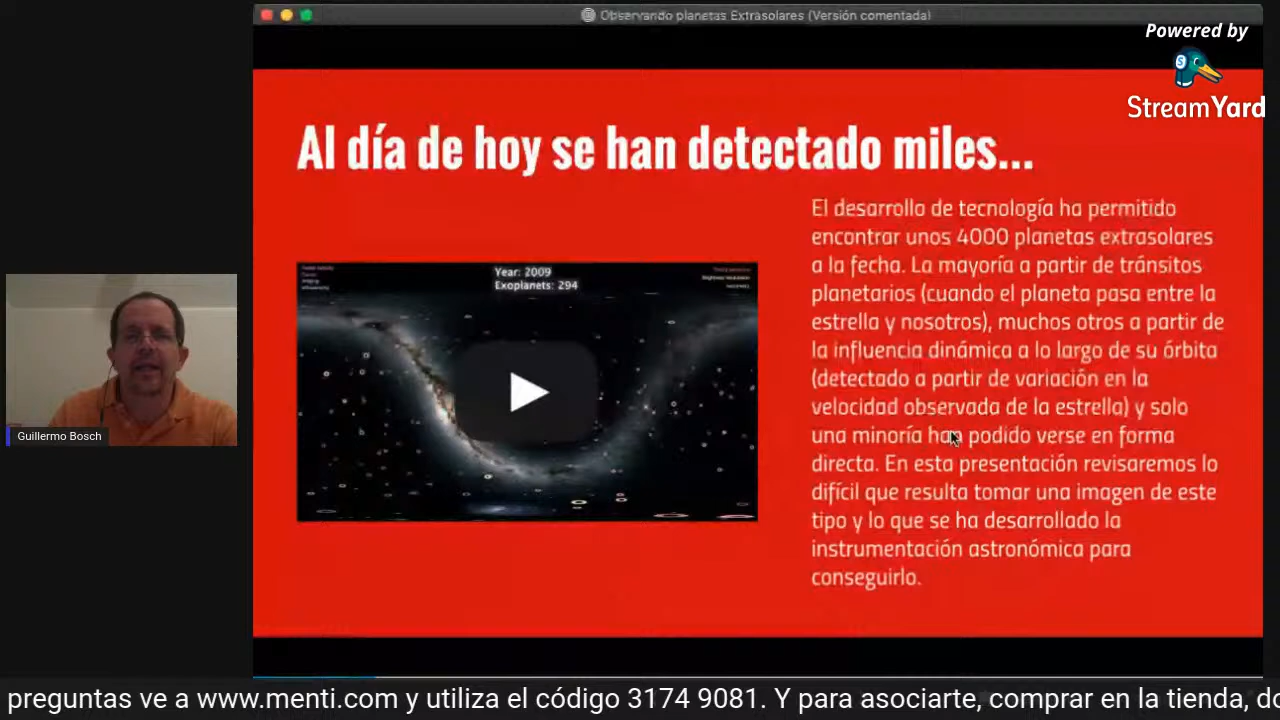 Observando planetas Extrasolares (Versión comentada)
Powered by
StreamYard
Al día de hoy se han detectado miles...
El desarrollo de tecnología ha permitido
encontrar unos 4000 planetas extrasolares
a la fecha. La mayoría a partir de tránsitos
planetarios (cuando el planeta pasa entre la
estrella y nosotros), muchos otros a partir de
la influencia dinámica a lo largo de su órbita
(detectado a partir de variación en la
velocidad observada de la estrella) y solo
una minoría han podido verse en forma
directa. En esta presentación revisaremos lo
difícil que resulta tomar una imagen de este
tipo y lo que se ha desarrollado la
instrumentación astronómica para
conseguirlo.
Year: 2009
Exoplanets: 294
Guillermo Bosch
preguntas ve a www.menti.com y utiliza el código 3174 9081. Y para asociarte, comprar en la tienda, do